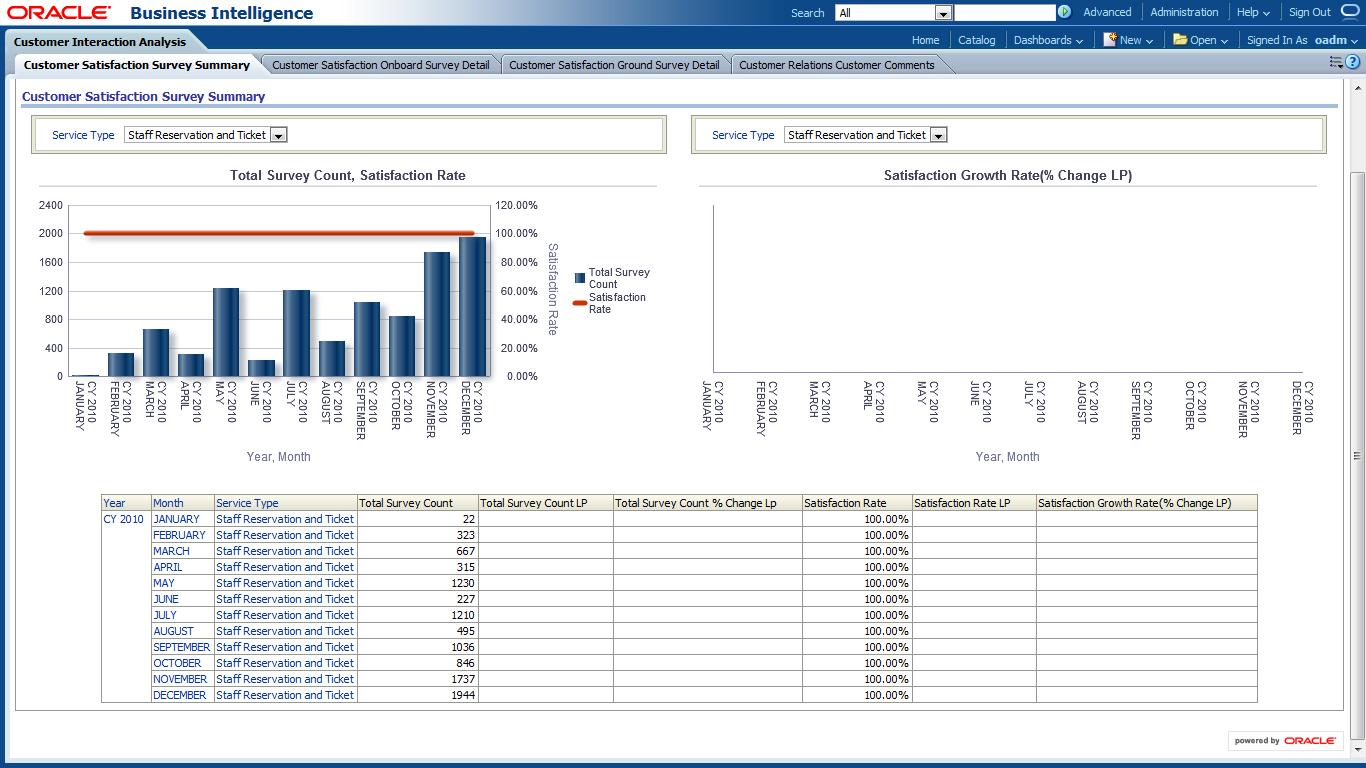 ORACLE Business Intelligence
Search All Advanced Administration Help Sign Out
Customer Interaction Analysis
Home Catalog Dashboards New Open Signed In As oadm
Customer Satisfaction Survey Summary Customer Satisfaction Onboard Survey Detail Customer Satisfaction Ground Survey Detail Customer Relations Customer Comments
Customer Satisfaction Survey Summary
Service Type Staff Reservation and Ticket
Service Type Staff Reservation and Ticket
Total Survey Count, Satisfaction Rate
2400
2000
1600
1200
800
400
0
120.00%
100.00%
80.00%
60.00%
40.00%
20.00%
0.00%
Satisfaction Rate
Total Survey
Count
Satisfaction
Rate
CY 2010
JANUARY
CY 2010
FEBRUARY
CY 2010
MARCH
CY 2010
APRIL
CY 2010
MAY
CY 2010
JUNE
CY 2010
JULY
CY 2010
AUGUST
CY 2010
SEPTEMBER
CY 2010
OCTOBER
CY 2010
NOVEMBER
CY 2010
DECEMBER
Year, Month
Satisfaction Growth Rate(% Change LP)
CY 2010
JANUARY
CY 2010
FEBRUARY
CY 2010
MARCH
CY 2010
APRIL
CY 2010
MAY
CY 2010
JUNE
CY 2010
JULY
CY 2010
AUGUST
CY 2010
SEPTEMBER
CY 2010
OCTOBER
CY 2010
NOVEMBER
CY 2010
DECEMBER
Year, Month
Year Month Service Type Total Survey Count Total Survey Count LP Total Survey Count % Change Lp Satisfaction Rate Satisfaction Rate LP Satisfaction Growth Rate(% Change LP)
CY 2010 JANUARY Staff Reservation and Ticket 22 100.00%
FEBRUARY Staff Reservation and Ticket 323 100.00%
MARCH Staff Reservation and Ticket 667 100.00%
APRIL Staff Reservation and Ticket 315 100.00%
MAY Staff Reservation and Ticket 1230 100.00%
JUNE Staff Reservation and Ticket 227 100.00%
JULY Staff Reservation and Ticket 1210 100.00%
AUGUST Staff Reservation and Ticket 495 100.00%
SEPTEMBER Staff Reservation and Ticket 1036 100.00%
OCTOBER Staff Reservation and Ticket 846 100.00%
NOVEMBER Staff Reservation and Ticket 1737 100.00%
DECEMBER Staff Reservation and Ticket 1944 100.00%
powered by ORACLE